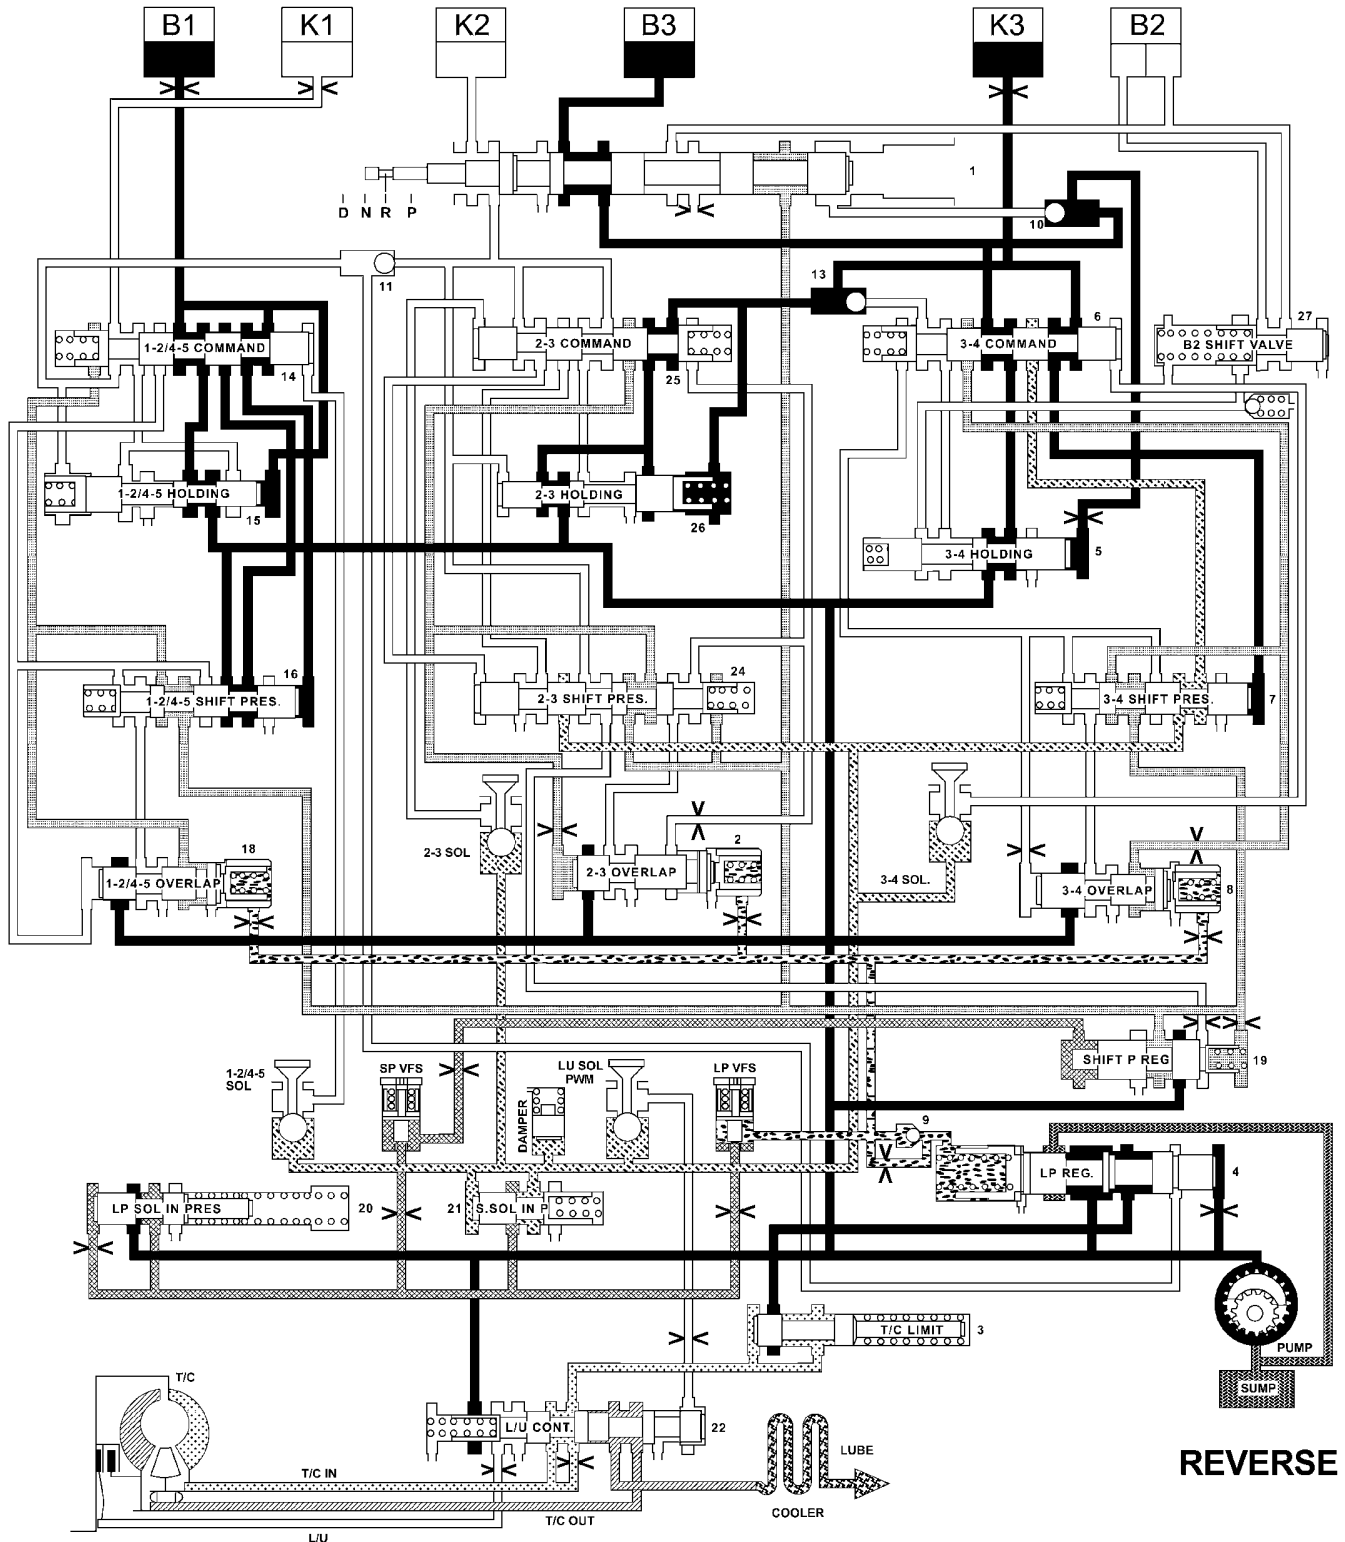 B1 K1 K2 B3 K3 B2
1
D N R P
10
11
13
6
27
1-2/4-5 COMMAND
2-3 COMMAND
3-4 COMMAND
B2 SHIFT VALVE
14
25
1-2/4-5 HOLDING
2-3 HOLDING
15
26
3-4 HOLDING
5
16
24
1-2/4-5 SHIFT PRES.
2-3 SHIFT PRES.
3-4 SHIFT PRES.
7
18
2-3 SOL
2
1-2/4-5 OVERLAP
2-3 OVERLAP
3-4 SOL.
3-4 OVERLAP
8
SHIFT P REG
19
1-2/4-5
SOL
SP VFS
LU SOL
PWM
LP VFS
DAMPER
9
LP REG.
4
LP SOL IN PRES
20
21
S.SOL IN P
T/C LIMIT
3
PUMP
SUMP
T/C
L/U CONT.
22
LUBE
COOLER
T/C IN
T/C OUT
L/U
REVERSE